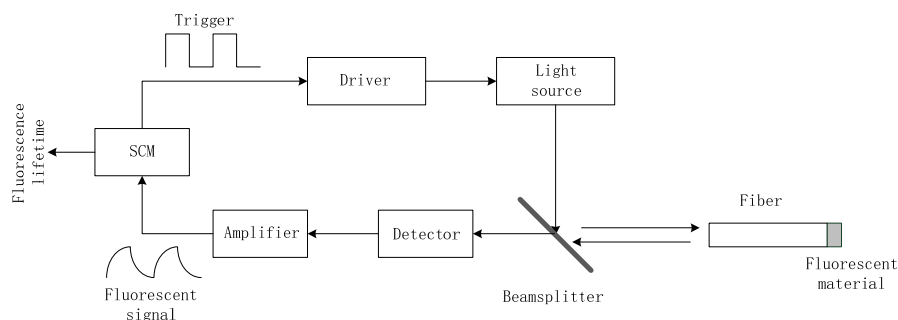 Trigger
Driver
Light
source
Fluorescence
lifetime
SCM
Fiber
Amplifier
Detector
Fluorescent
material
Fluorescent
signal
Beamsplitter